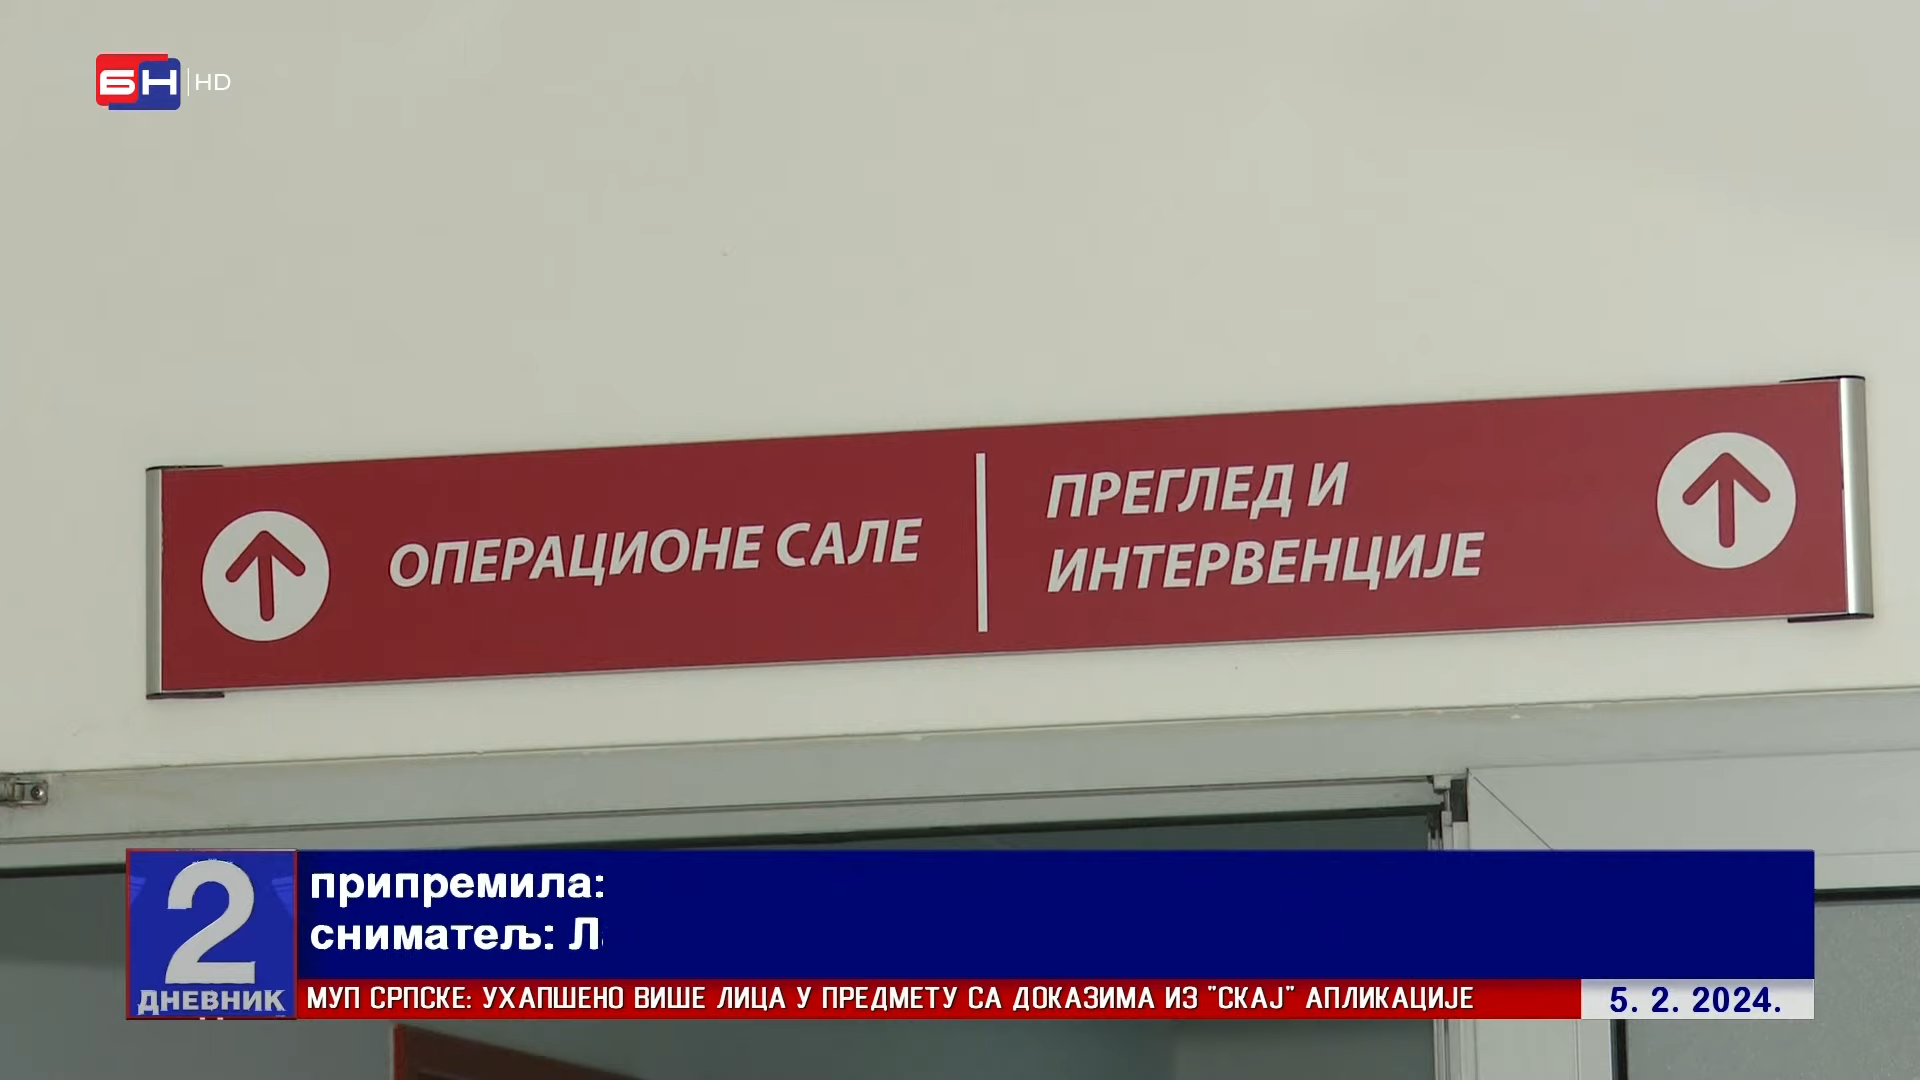 БН HD
ОПЕРАЦИОНЕ САЛЕ
ПРЕГЛЕД И
ИНТЕРВЕНЦИЈЕ
припремила:
сниматељ:
2
ДНЕВНИК
МУП СРПСКЕ: УХАПШЕНО ВИШЕ ЛИЦА У ПРЕДМЕТУ СА ДОКАЗИМА ИЗ "СКАЈ" АПЛИКАЦИЈЕ
5. 2. 2024.